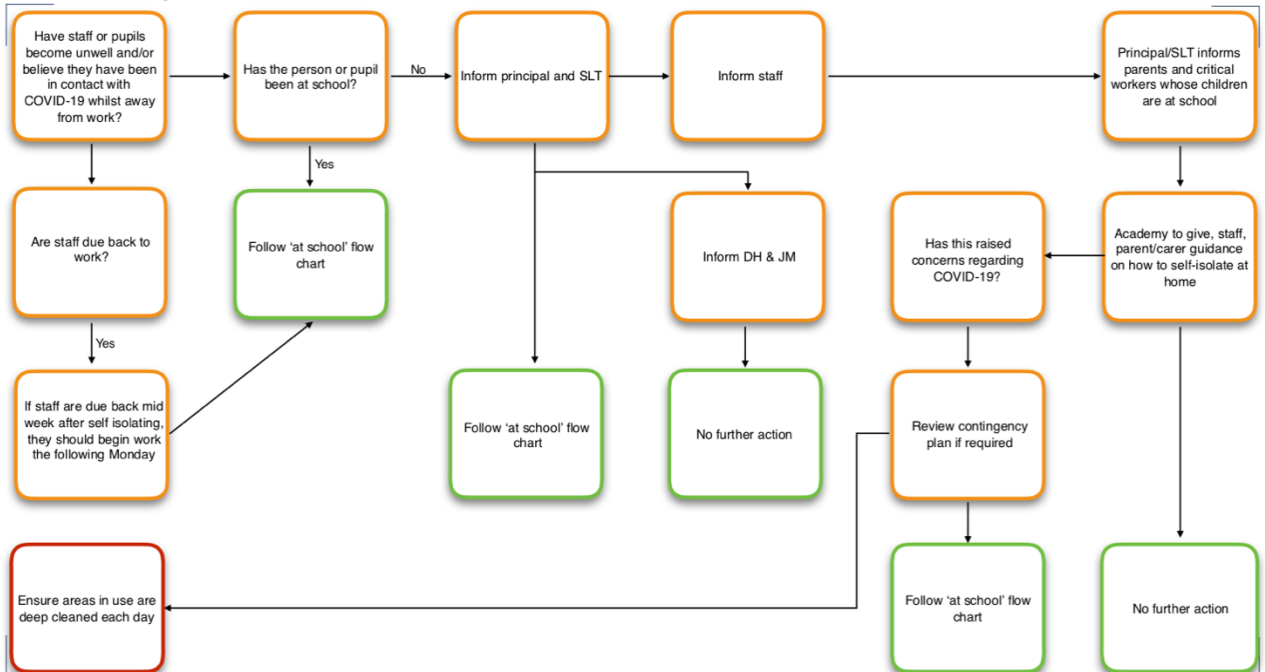 Have staff or pupils
become unwell and/or
believe they have been
in contact with
COVID-19 whilst away
from work?
Has the person or pupil
been at school?
No
Inform principal and SLT
Inform staff
Principal/SLT informs
parents and critical
workers whose children
are at school
Yes
Are staff due back to
work?
Follow ‘at school’ flow
chart
Inform DH & JM
Has this raised
concerns regarding
COVID-19?
Academy to give, staff,
parent/carer guidance
on how to self-isolate at
home
Yes
If staff are due back mid
week after self isolating,
they should begin work
the following Monday
Follow ‘at school’ flow
chart
No further action
Review contingency
plan if required
Ensure areas in use are
deep cleaned each day
Follow ‘at school’ flow
chart
No further action